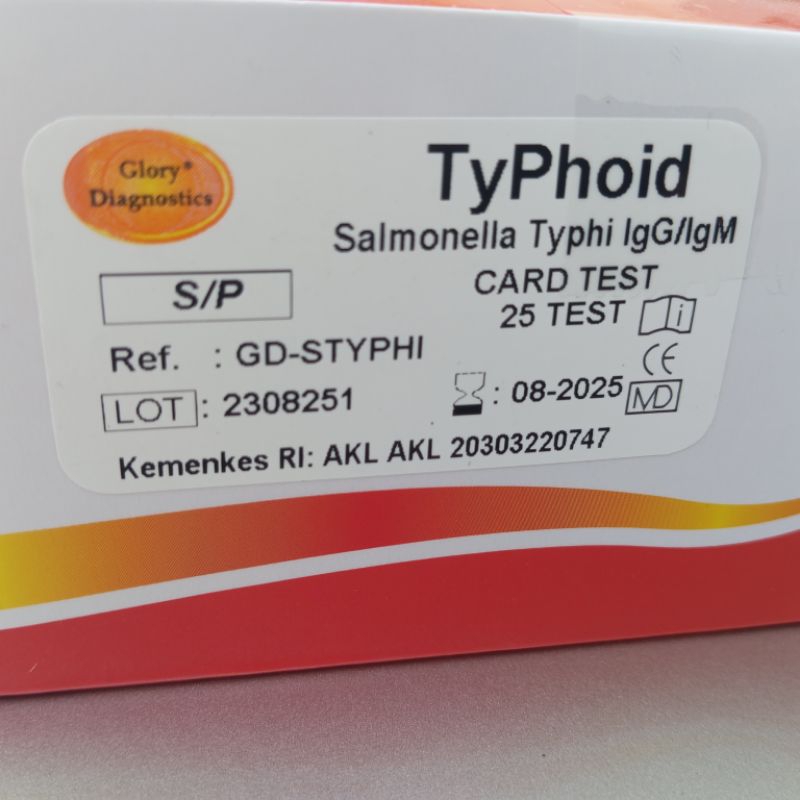 Glory®
Diagnostics
TyPhoid
Salmonella Typhi IgG/IgM
S/P
CARD TEST
25 TEST i
Ref. : GD-STYPHI
CE
LOT : 2308251
: 08-2025 MD
Kemenkes RI: AKL AKL 20303220747